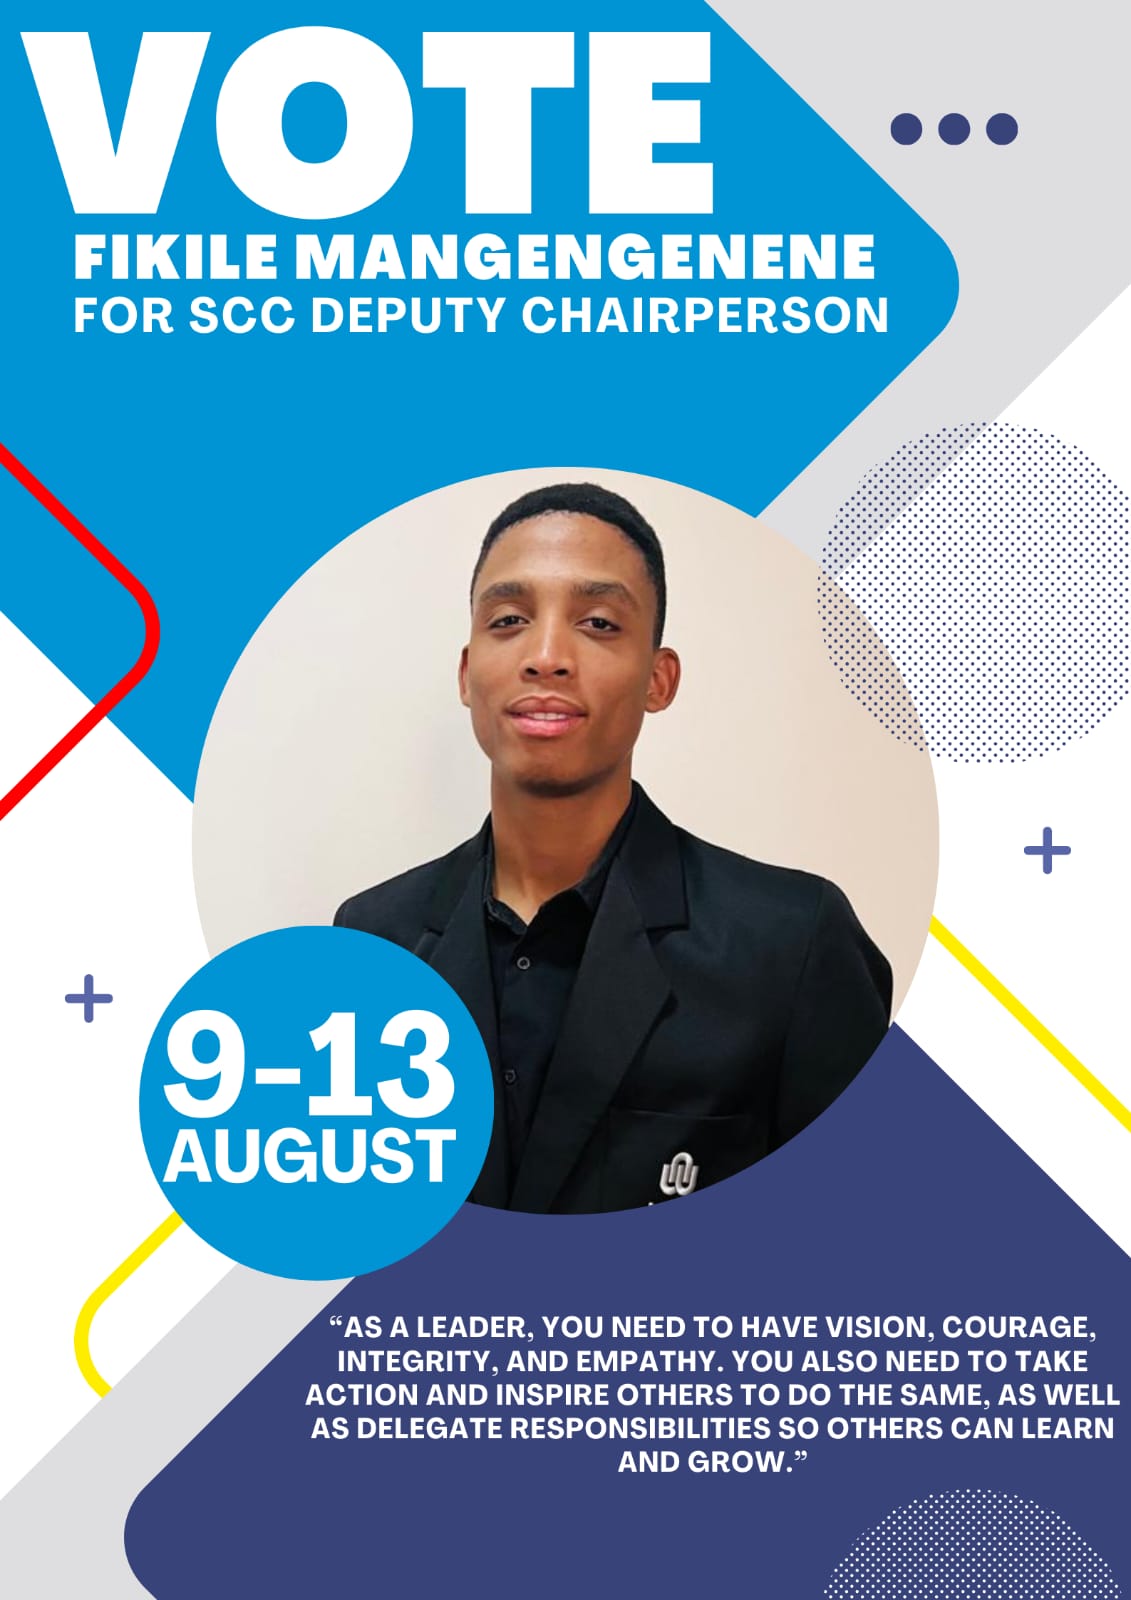 VOTE
FIKILE MANGENGENENE
FOR SCC DEPUTY CHAIRPERSON
9-13
AUGUST
“AS A LEADER, YOU NEED TO HAVE VISION, COURAGE,
INTEGRITY, AND EMPATHY. YOU ALSO NEED TO TAKE
ACTION AND INSPIRE OTHERS TO DO THE SAME, AS WELL
AS DELEGATE RESPONSIBILITIES SO OTHERS CAN LEARN
AND GROW.”